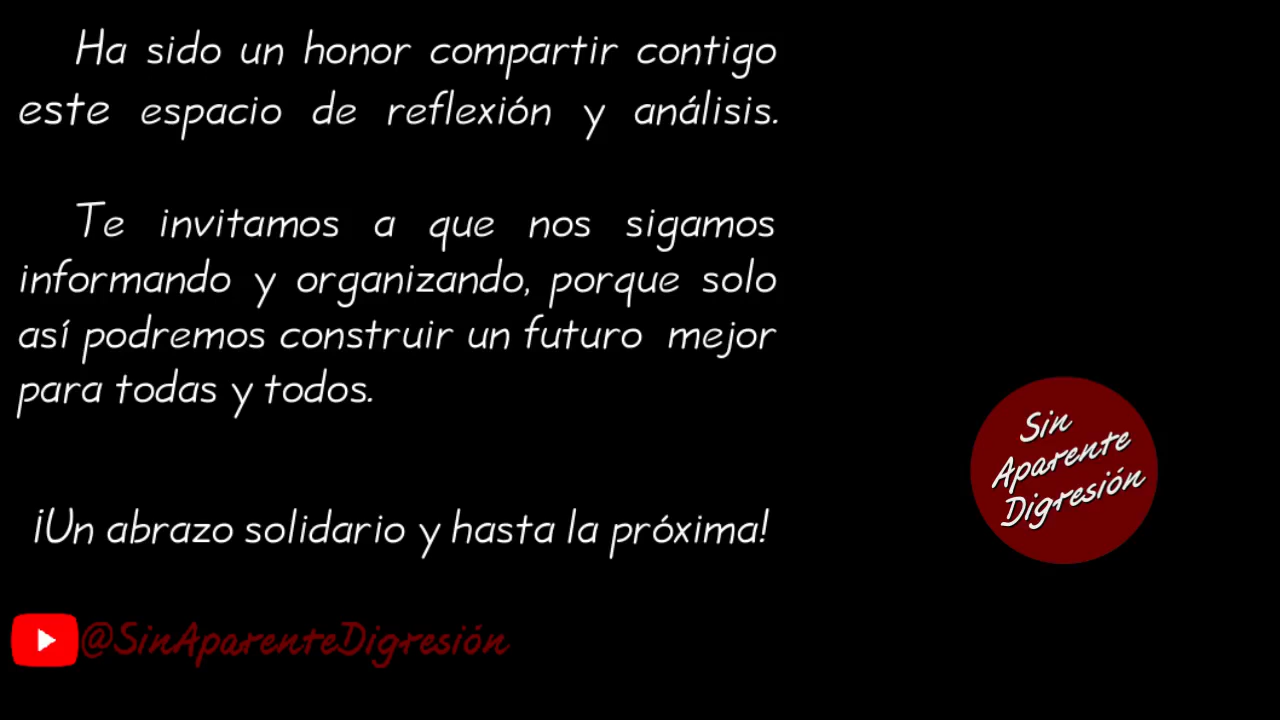 Ha sido un honor compartir contigo
este espacio de reflexión y análisis.
Te invitamos a que nos sigamos
informando y organizando, porque solo
así podremos construir un futuro mejor
para todas y todos.
¡Un abrazo solidario y hasta la próxima!
Sin
Aparente
Digresión
@SinAparenteDigresión